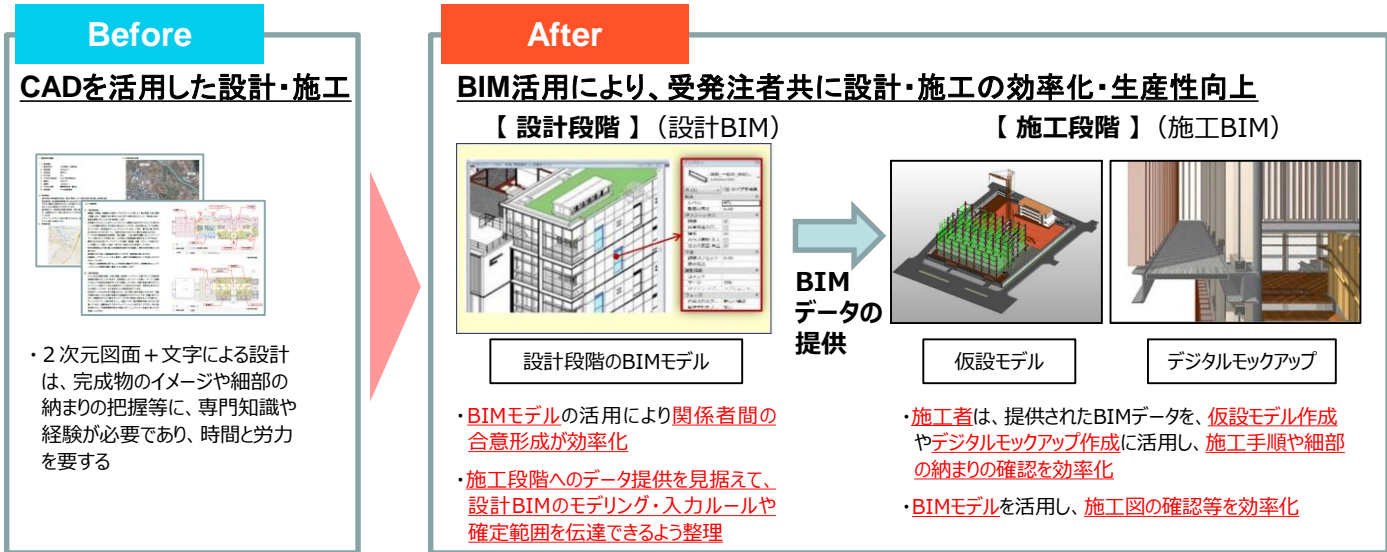 Before
CADを活用した設計・施工
・２次元図面＋文字による設計
は、完成物のイメージや細部の
納まりの把握等に、専門知識や
経験が必要であり、時間と労力
を要する
After
BIM活用により、受発注者共に設計・施工の効率化・生産性向上
【 設計段階 】（設計BIM）
設計段階のBIMモデル
・BIMモデルの活用により関係者間の
合意形成が効率化
・施工段階へのデータ提供を見据えて、
設計BIMのモデリング・入力ルールや
確定範囲を伝達できるよう整理
BIM
データの
提供
【 施工段階 】（施工BIM）
仮設モデル
デジタルモックアップ
・施工者は、提供されたBIMデータを、仮設モデル作成
やデジタルモックアップ作成に活用し、施工手順や細部
の納まりの確認を効率化
・BIMモデルを活用し、施工図の確認等を効率化